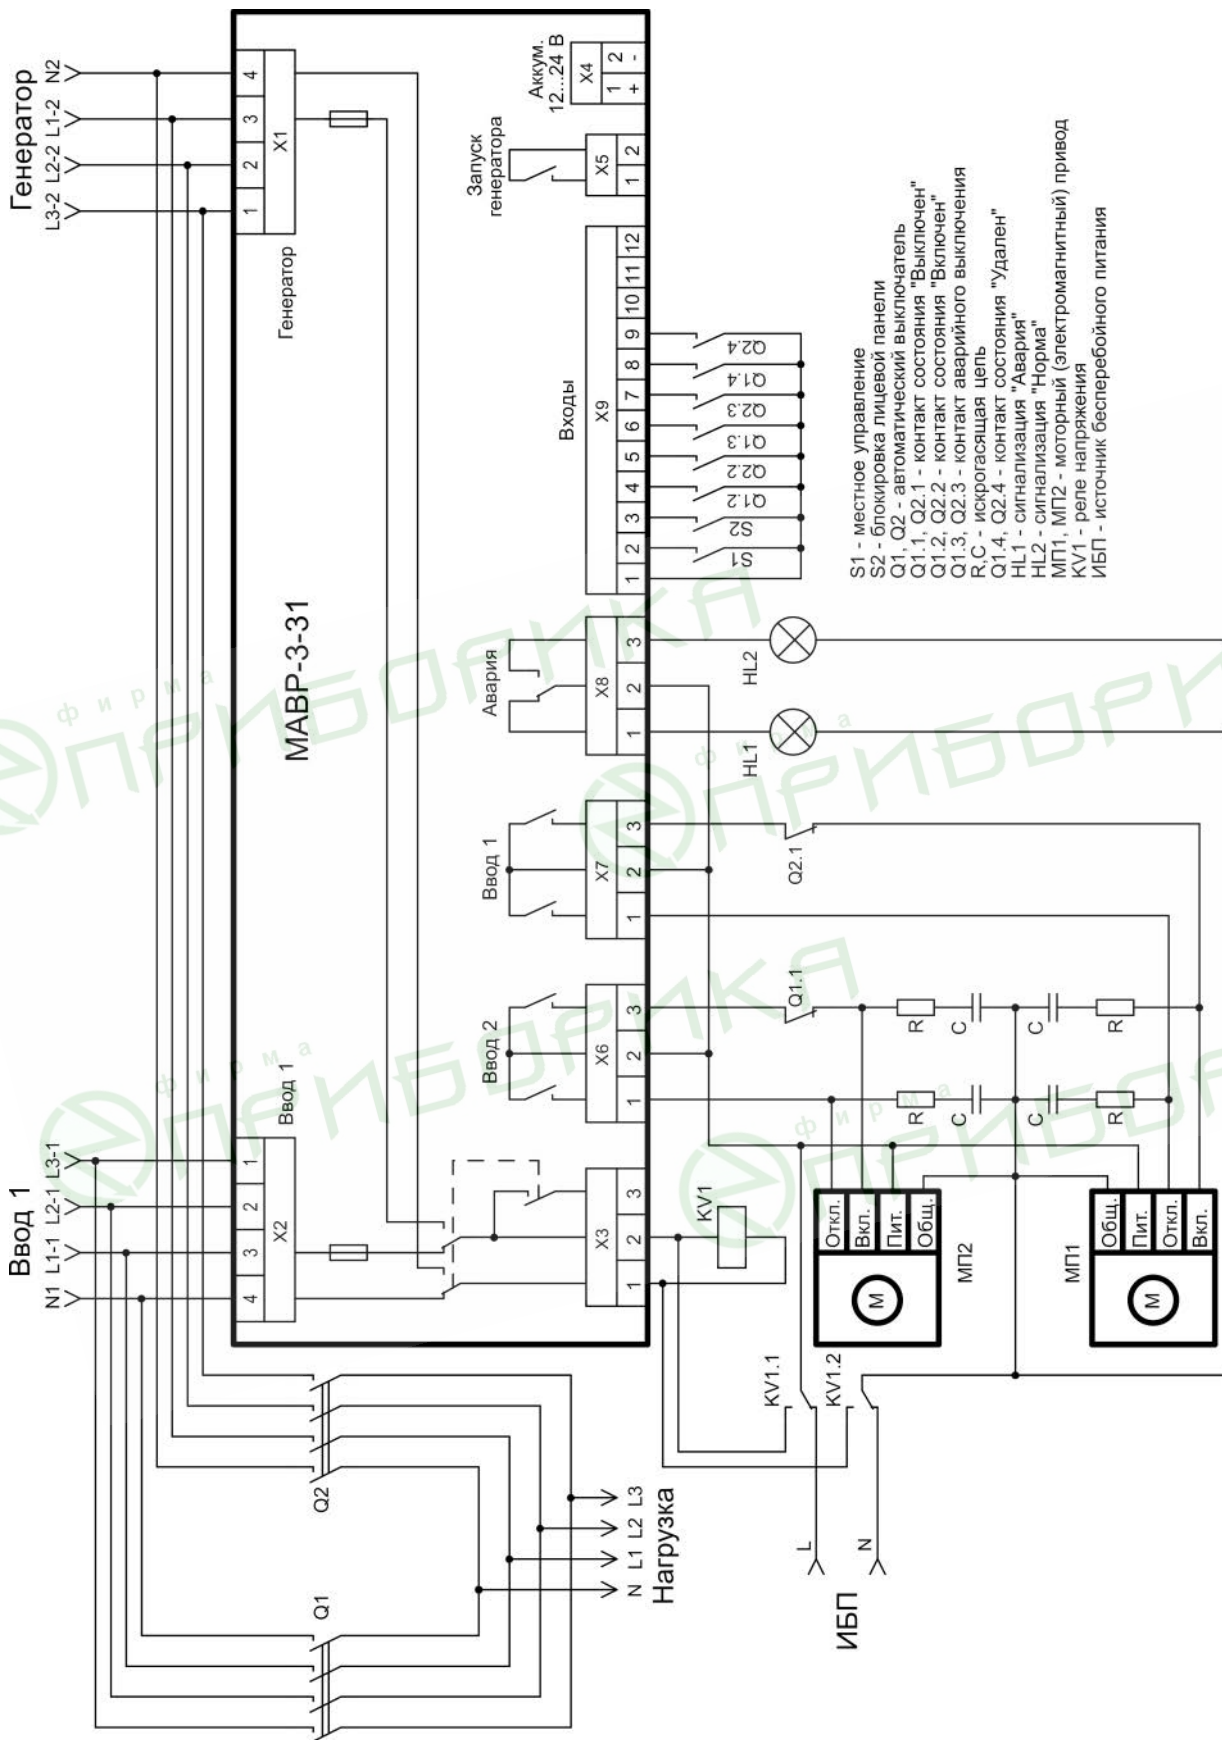 Ввод 1
N1
L1-1
L2-1
L3-1
Генератор
L3-2
L2-2
L1-2
N2
4
3
2
1
X2
Ввод 1
1
2
3
4
X1
Генератор
МАВР-3-31
Q1
Q2
N
L1
L2
L3
Нагрузка
Ввод 2
Ввод 1
Авария
Входы
Запуск
генератора
Аккум.
12...24 В
X3
1
2
3
X6
1
2
3
X7
1
2
3
X8
1
2
3
X9
1
2
3
4
5
6
7
8
9
10
11
12
X5
1
2
X4
1
2
+
-
S1
S2
Q1.2
Q2.2
Q1.3
Q2.3
Q1.4
Q2.4
KV1
Q1.1
Q2.1
HL1
HL2
KV1.1
KV1.2
ИБП
L
N
R
C
C
R
R
C
C
R
МП2
М
Откл.
Вкл.
Пит.
Общ.
МП1
М
Общ.
Пит.
Откл.
Вкл.
S1 - местное управление
S2 - блокировка лицевой панели
Q1, Q2 - автоматический выключатель
Q1.1, Q2.1 - контакт состояния "Выключен"
Q1.2, Q2.2 - контакт состояния "Включен"
Q1.3, Q2.3 - контакт аварийного выключения
R,C - искрогасящая цепь
Q1.4, Q2.4 - контакт состояния "Удален"
HL1 - сигнализация "Авария"
HL2 - сигнализация "Норма"
МП1, МП2 - моторный (электромагнитный) привод
KV1 - реле напряжения
ИБП - источник бесперебойного питания
фирма
ПРИБОРИКА
фирма
ПРИБОРИКА
фирма
ПРИБОРИКА
фирма